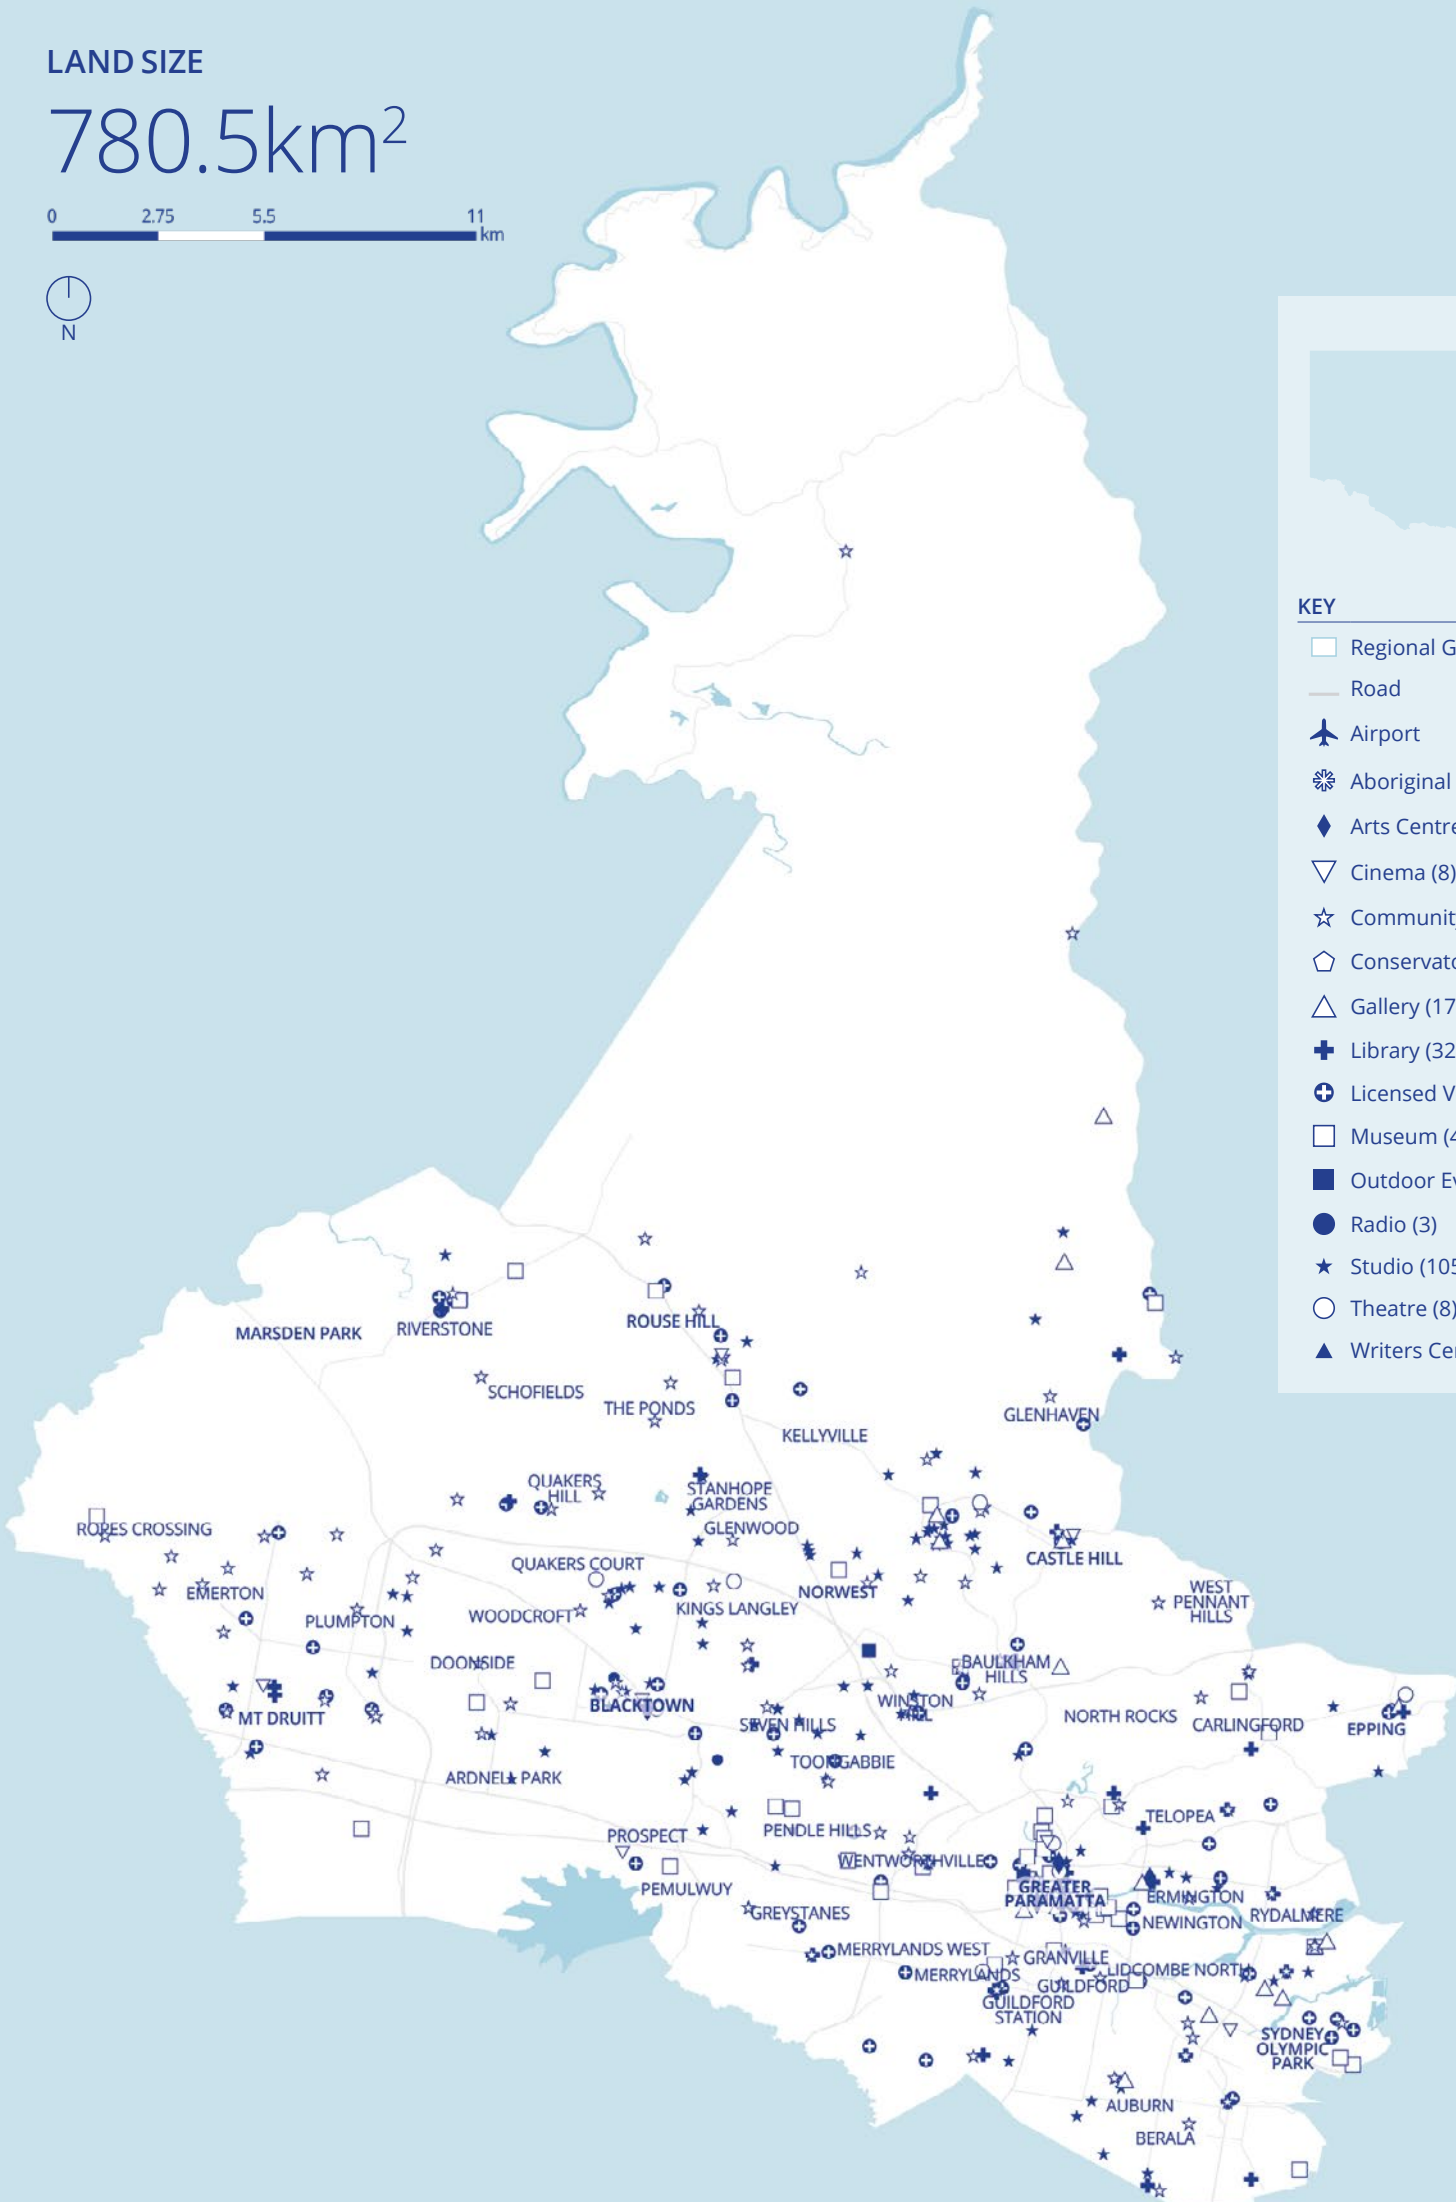 LAND SIZE
780.5km²
0 2.75 5.5 11
km
N
KEY
Regional G
Road
Airport
Aboriginal
Arts Centre
Cinema (8)
Communit
Conservato
Gallery (17
Library (32
Licensed V
Museum (4
Outdoor Ev
Radio (3)
Studio (105
Theatre (8)
Writers Cen
MARSDEN PARK
RIVERSTONE
ROUSE HILL
SCHOFIELDS
THE PONDS
KELLYVILLE
GLENHAVEN
QUAKERS
HILL
STANHOPE
GARDENS
ROPES CROSSING
GLENWOOD
QUAKERS COURT
CASTLE HILL
EMERTON
NORWEST
PLUMPTON
WOODCROFT
KINGS LANGLEY
WEST
PENNANT
HILLS
DOONSIDE
BAULKHAM
HILLS
MT DRUITT
BLACKTOWN
WINSTON
HILL
SEVEN HILLS
NORTH ROCKS
CARLINGFORD
EPPING
ARDNELL PARK
TOONGABBIE
PROSPECT
PENDLE HILLS
TELOPEA
WENTWORTHVILLE
PEMULWUY
GREATER
PARAMATTA
ERMINGTON
GREYSTANES
NEWINGTON
RYDALMERE
MERRYLANDS WEST
GRANVILLE
MERRYLANDS
GUILDFORD
LIDCOMBE NORTH
GUILDFORD
STATION
SYDNEY
OLYMPIC
PARK
AUBURN
BERALA